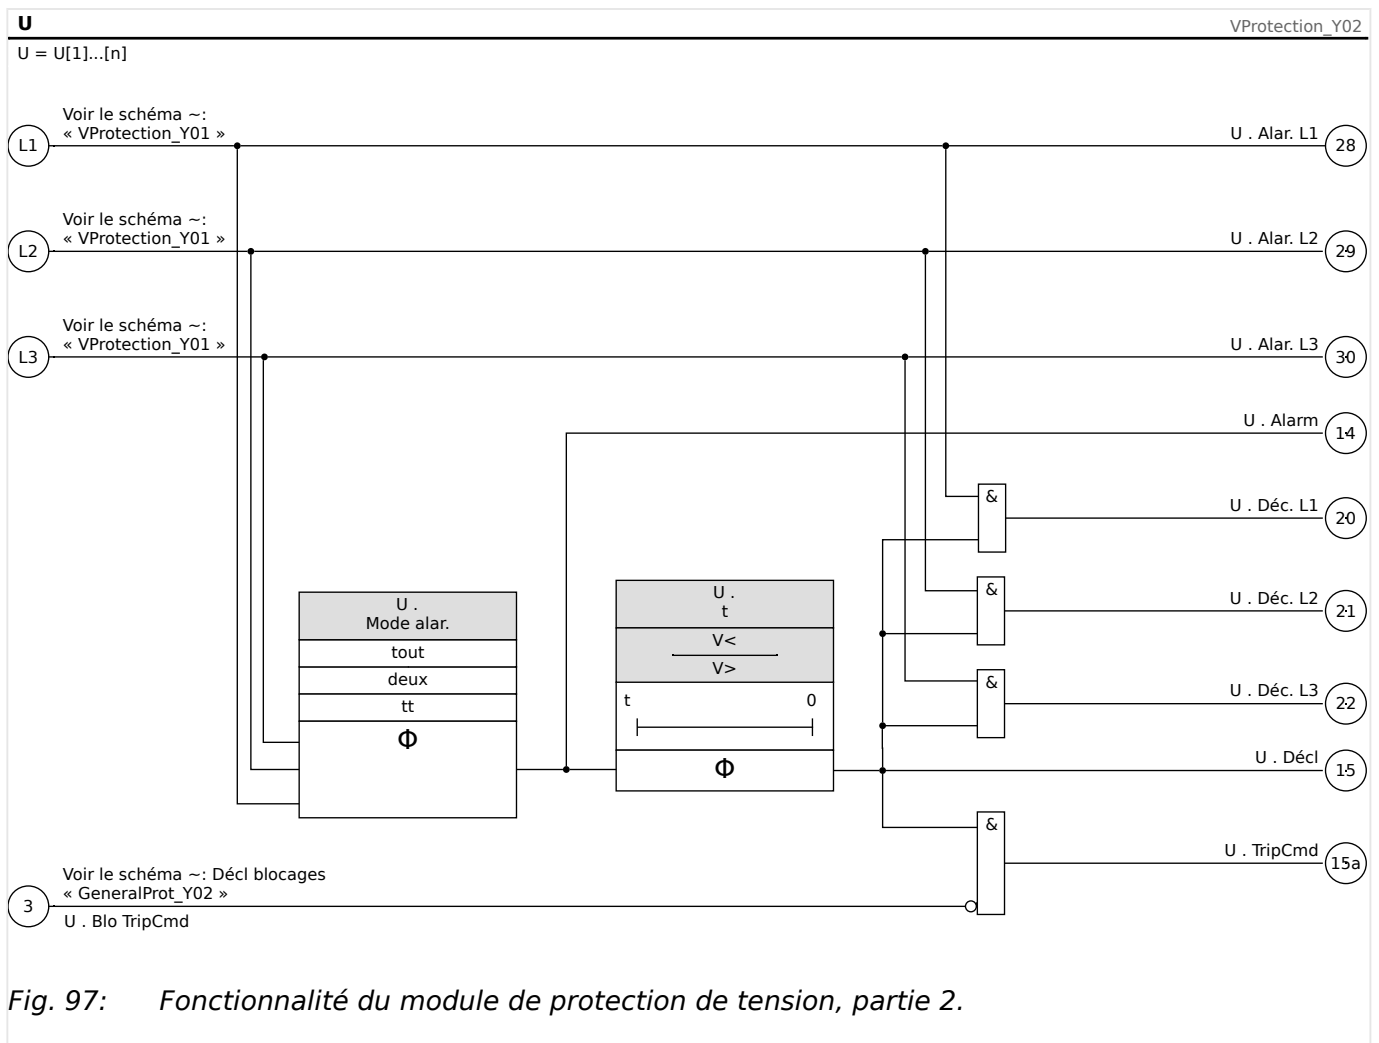 U
VProtection_Y02
U = U[1]...[n]
Voir le schéma ~:
« VProtection_Y01 »
L1
U . Alar. L1
28
Voir le schéma ~:
« VProtection_Y01 »
L2
U . Alar. L2
29
Voir le schéma ~:
« VProtection_Y01 »
L3
U . Alar. L3
30
U . Alarm
14
&
U . Déc. L1
20
U .
Mode alar.
tout
deux
tt
Φ
U .
t
V<
V>
t
0
Φ
&
U . Déc. L2
21
&
U . Déc. L3
22
U . Décl
15
&
U . TripCmd
15a
Voir le schéma ~: Décl blocages
« GeneralProt_Y02 »
3
U . Blo TripCmd
Fig. 97: Fonctionnalité du module de protection de tension, partie 2.